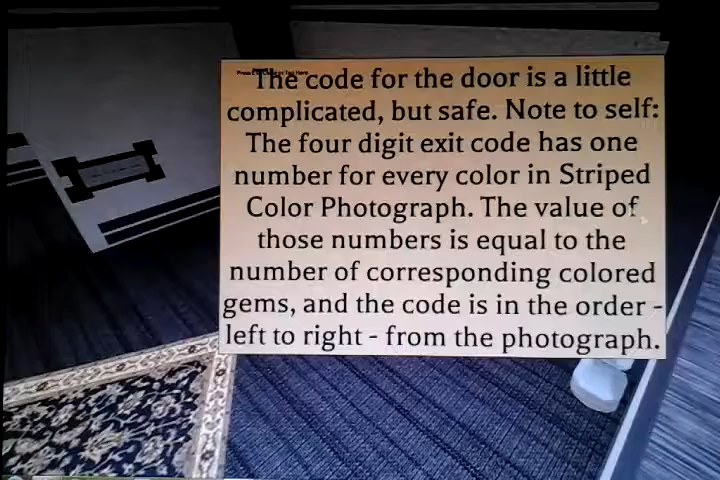 The code for the door is a little
complicated, but safe. Note to self:
The four digit exit code has one
number for every color in Striped
Color Photograph. The value of
those numbers is equal to the
number of corresponding colored
gems, and the code is in the order -
left to right - from the photograph.